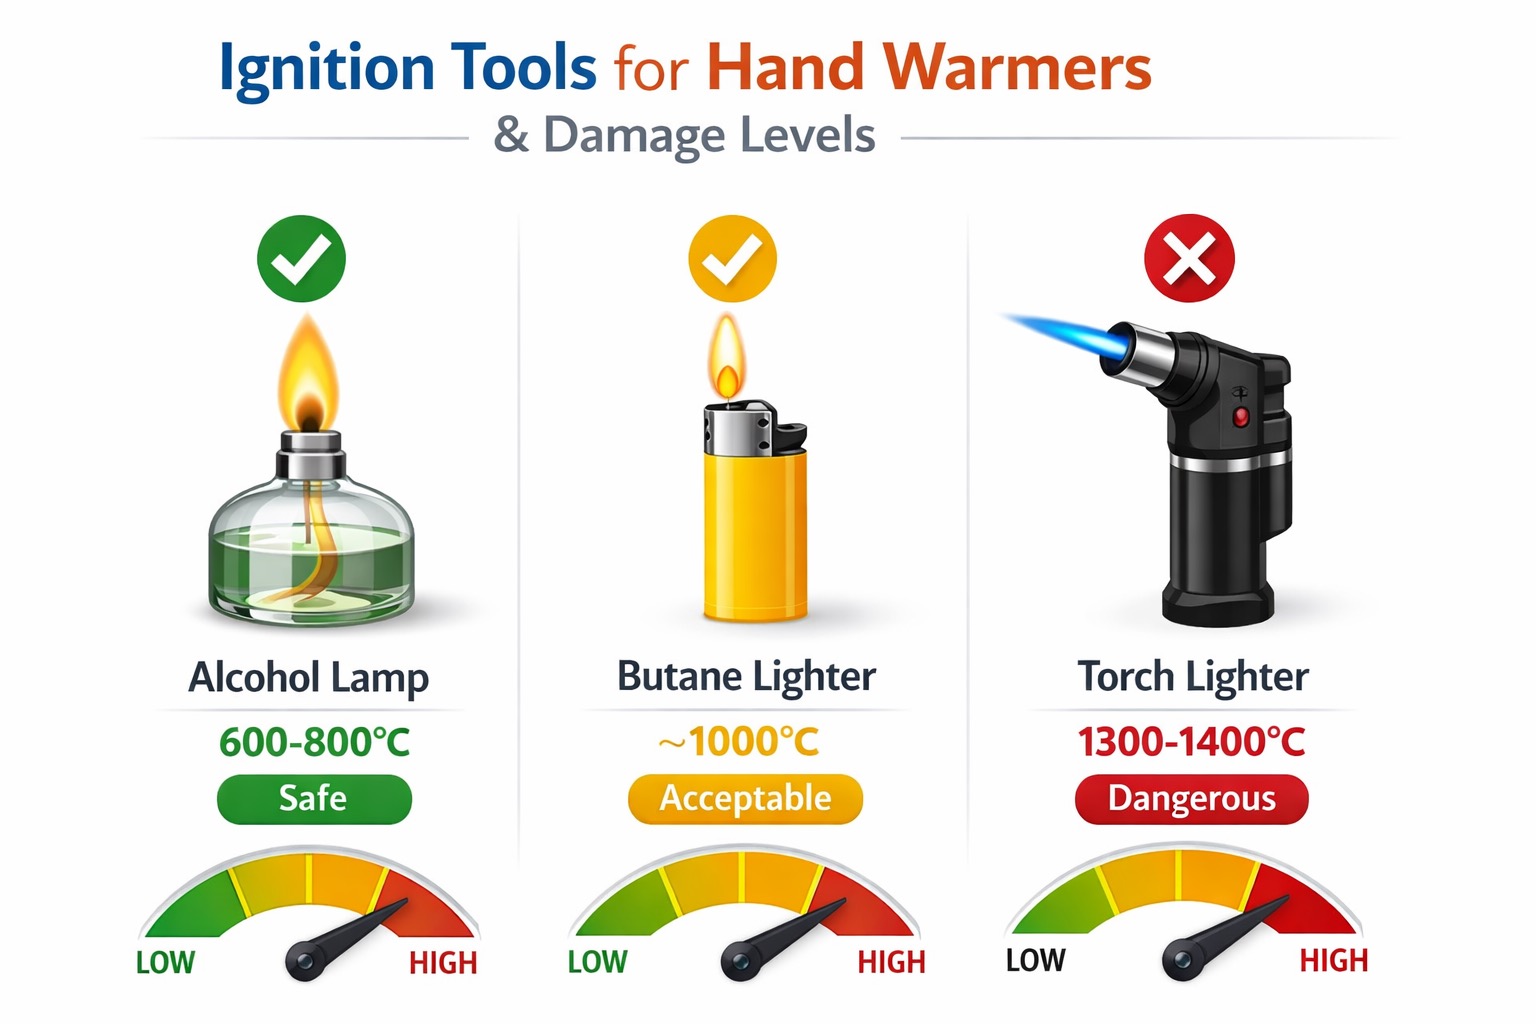 Ignition Tools for Hand Warmers
& Damage Levels
Alcohol Lamp
600-800°C
Safe
LOW
HIGH
Butane Lighter
~1000°C
Acceptable
LOW
HIGH
Torch Lighter
1300-1400°C
Dangerous
LOW
HIGH